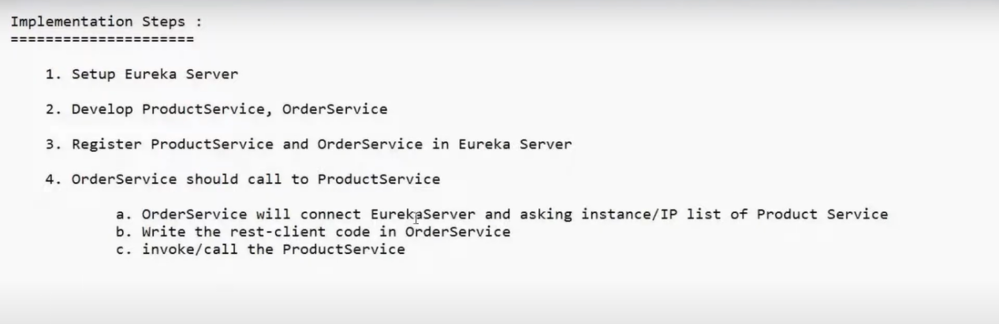 Implementation Steps :
=====================
1. Setup Eureka Server
2. Develop ProductService, OrderService
3. Register ProductService and OrderService in Eureka Server
4. OrderService should call to ProductService
a. OrderService will connect EurekaServer and asking instance/IP list of Product Service
b. Write the rest-client code in OrderService
c. invoke/call the ProductService